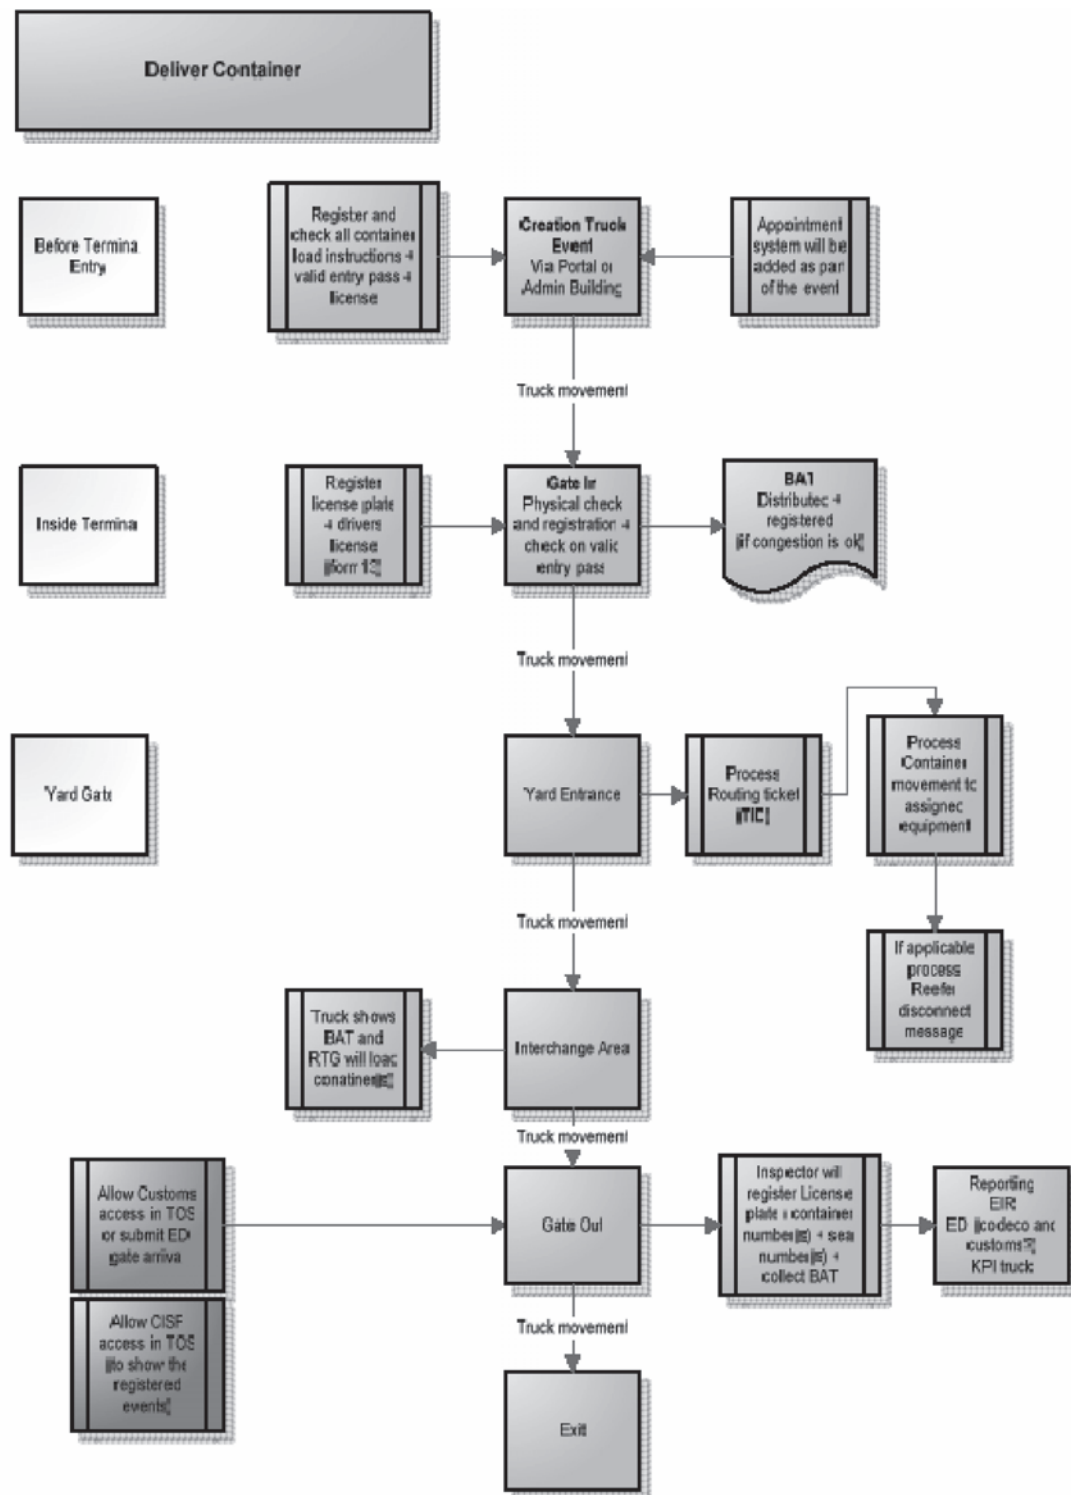 Deliver Container
Before Termina
Entry
Register and
check all container
load instructions +
valid entry pass +
license
Creation Truck
Event
Via Portal or
Admin Building
Appointment
system will be
added as part
of the event
Truck movement
Inside Termina
Register
license plate
+ drivers
license
(form 13)
Gate In
Physical check
and registration +
check on valid
entry pass
BAT
Distributed +
registered
(if congestion is ok)
Truck movement
Yard Gate
Yard Entrance
Process
Routing ticket
(TID)
Process
Container
movement to
assigned
equipment
Truck movement
If applicable
process
Reefer
disconnect
message
Truck shows
BAT and
RTG will load
conatiner(s)
Interchange Area
Truck movement
Allow Customs
access in TOS
or submit EDI
gate arrival
Gate Out
Inspector will
register License
plate + container
number(s) + seal
number(s) +
collect BAT
Reporting
EIR
EDI (codeco and
customs?)
KPI truck
Allow CISF
access in TOS
(to show the
registered
events)
Truck movement
Exit